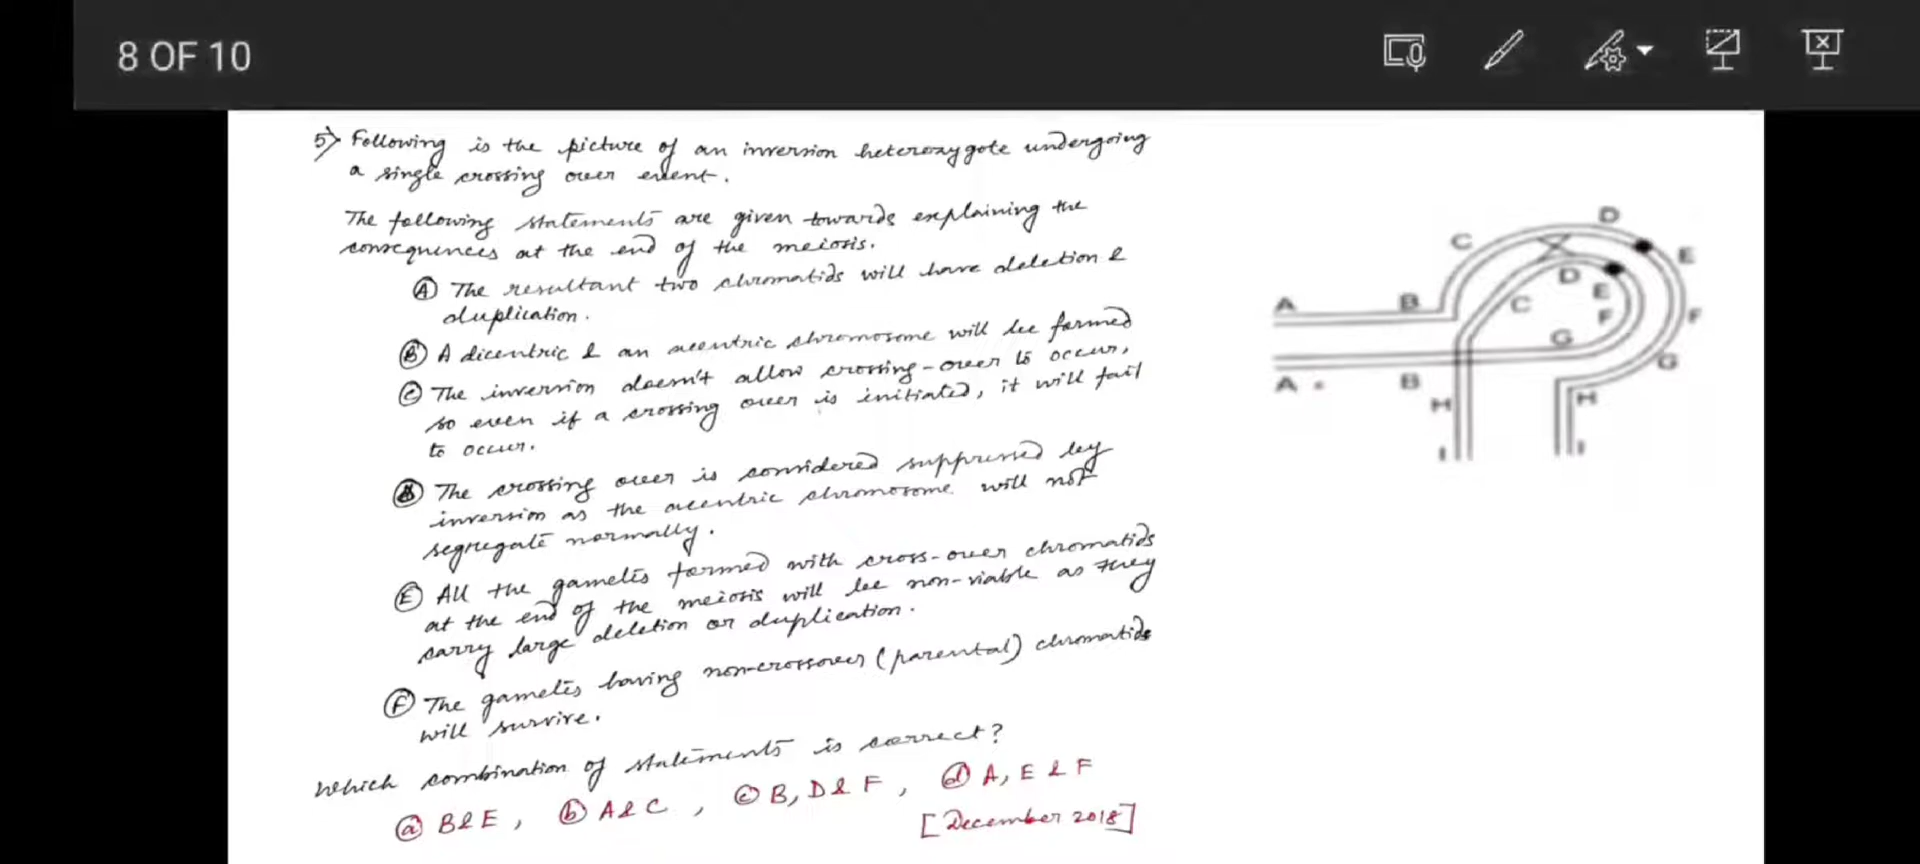 8 OF 10
5) Following is the picture of an inversion heterozygote undergoing
a single crossing over event.
The following statements are given towards explaining the
consequences at the end of the meiosis.
Ⓐ The resultant two chromatids will have deletion &
duplication.
Ⓑ A dicentric & an acentric chromosome will be formed
Ⓒ The inversion doesn't allow crossing-over to occur,
so even if a crossing over is initiated, it will fail
to occur.
Ⓓ The crossing over is considered suppressed by
inversion as the acentric chromosome will not
segregate normally.
Ⓔ All the gametes formed with cross-over chromatids
at the end of the meiosis will be non-viable as they
carry large deletion or duplication.
Ⓕ The gametes having non-crossover (parental) chromatids
will survive.
Which combination of statements is correct?
ⓐ B & E, ⓑ A & C, ⓒ B, D & F, ⓓ A, E & F
[December 2018]
D
C
E
D
E
A B C F F
G
G
A B
H H
I I